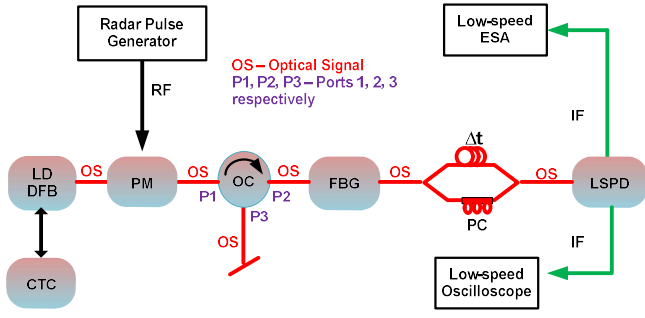 Radar Pulse
Generator
Low-speed
ESA
OS – Optical Signal
P1, P2, P3 – Ports 1, 2, 3
respectively
RF
IF
Δt
LD
DFB
OS
PM
OS
P1
OC
P2
OS
FBG
OS
OS
LSPD
P3
OS
PC
IF
CTC
Low-speed
Oscilloscope